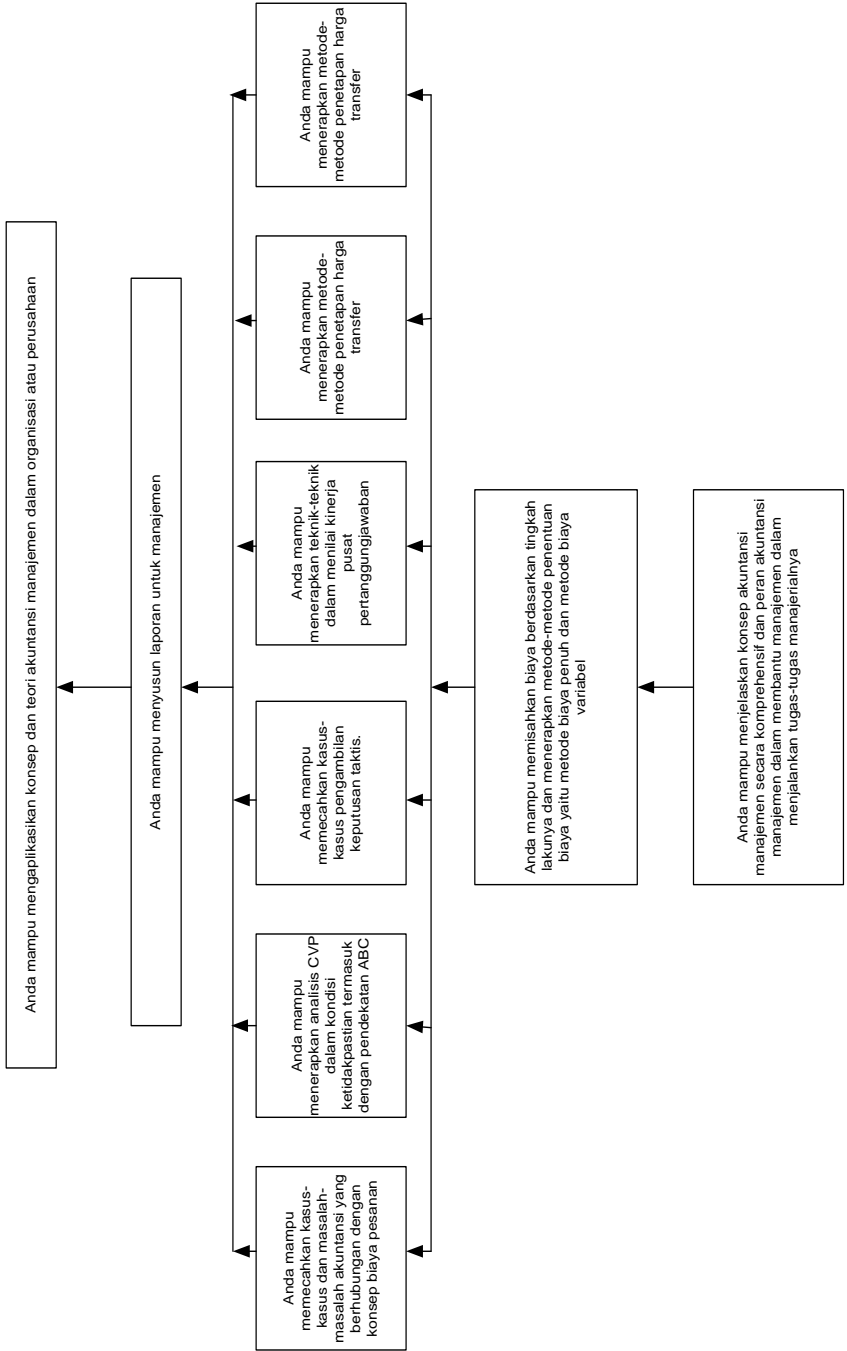 Anda mampu mengaplikasikan konsep dan teori akuntansi manajemen dalam organisasi atau perusahaan
Anda mampu menyusun laporan untuk manajemen
Anda mampu
memecahkan kasus-
kasus dan masalah-
masalah akuntansi yang
berhubungan dengan
konsep biaya pesanan
Anda mampu
menerapkan analisis CVP
dalam kondisi
ketidakpastian termasuk
dengan pendekatan ABC
Anda mampu
memecahkan kasus-
kasus pengambilan
keputusan taktis.
Anda mampu
menerapkan teknik-teknik
dalam menilai kinerja
pusat
pertanggungjawaban
Anda mampu
menerapkan metode-
metode penetapan harga
transfer
Anda mampu
menerapkan metode-
metode penetapan harga
transfer
Anda mampu memisahkan biaya berdasarkan tingkah
lakunya dan menerapkan metode-metode penentuan
biaya yaitu metode biaya penuh dan metode biaya
variabel
Anda mampu menjelaskan konsep akuntansi
manajemen secara komprehensif dan peran akuntansi
manajemen dalam membantu manajemen dalam
menjalankan tugas-tugas manajerialnya